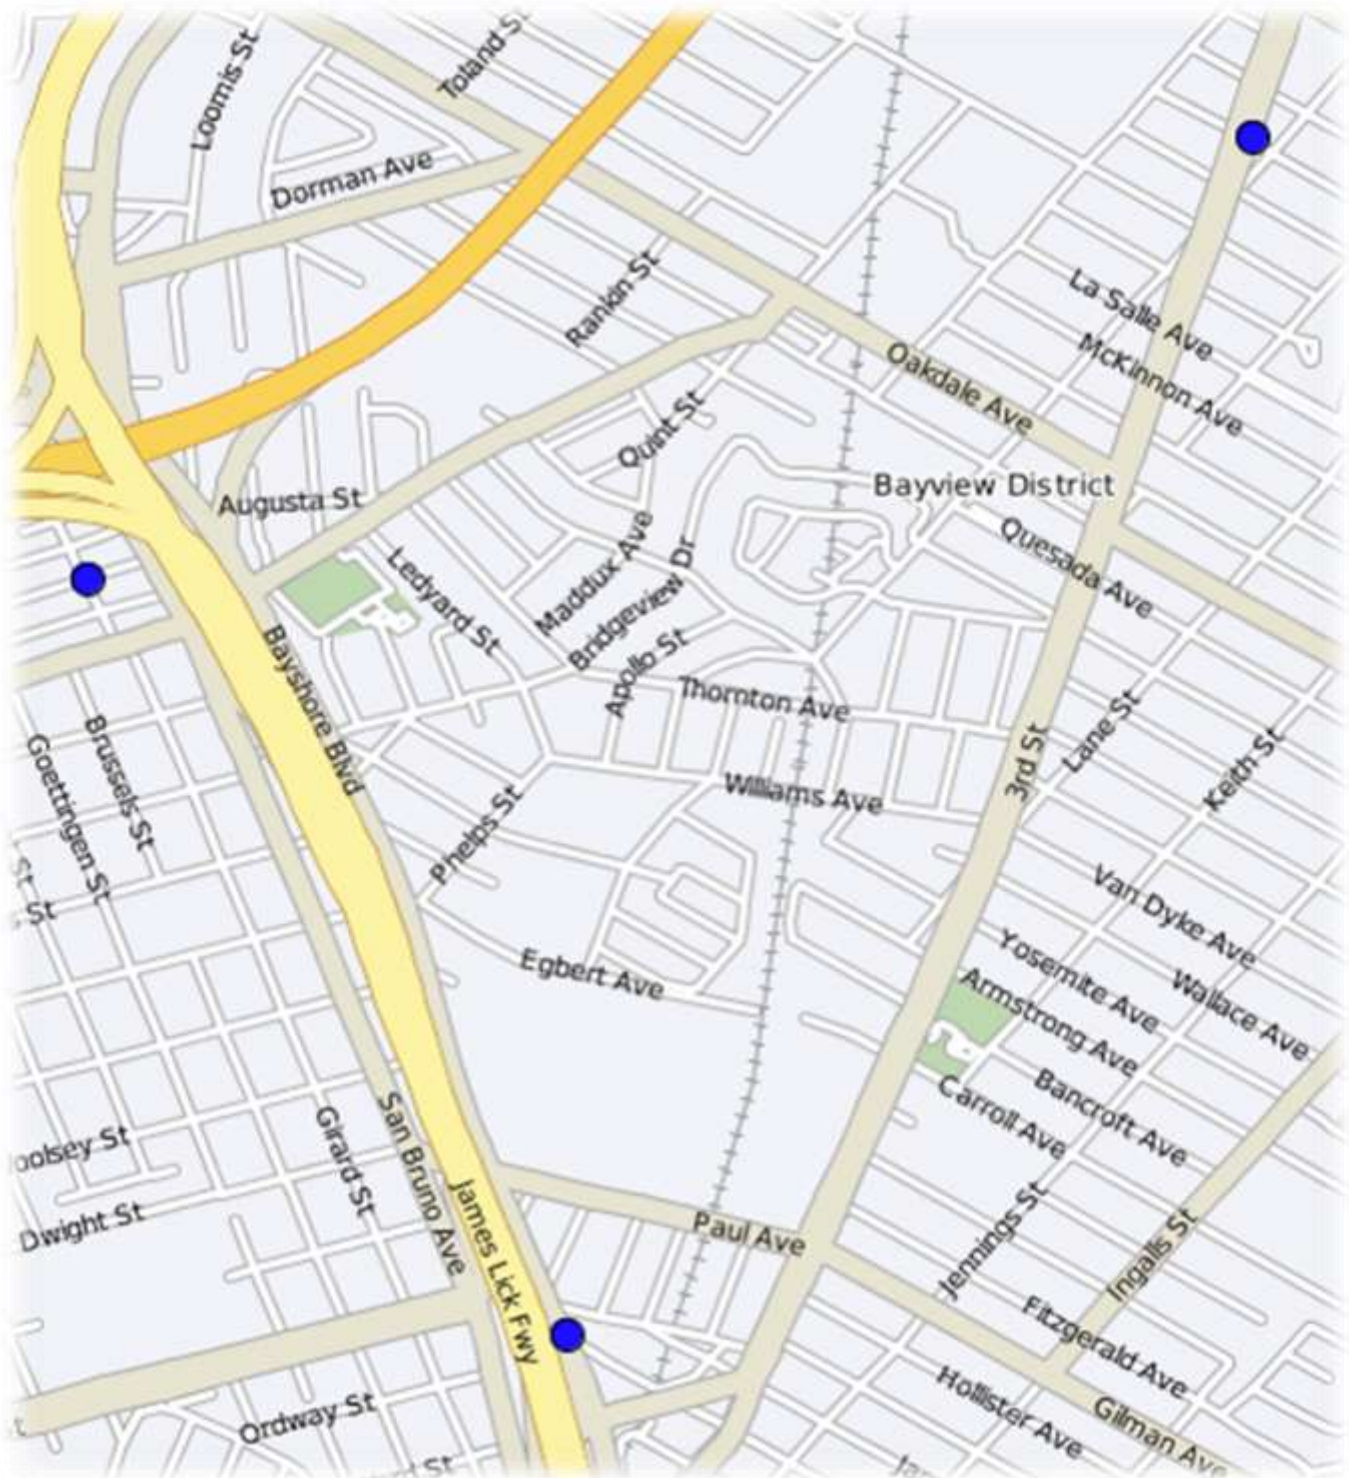 Toland St
Loomis St
Dorman Ave
Rankin St
La Salle Ave
McKinnon Ave
Oakdale Ave
Quint St
Bayview District
Augusta St
Quesada Ave
Maddux Ave
Ledyard St
Bridgeview Dr
Apollo St
Bayshore Blvd
Thornton Ave
Lane St
3rd St
Keith St
Brussels St
Goettingen St
Williams Ave
Phelps St
St
St
Van Dyke Ave
Egbert Ave
Yosemite Ave
Wallace Ave
Armstrong Ave
Carroll Ave
Bancroft Ave
Girard St
San Bruno Ave
oolsey St
Dwight St
James Lick Fwy
Paul Ave
Jennings St
Ingalls St
Fitzgerald Ave
Hollister Ave
Ordway St
Gilman Ave
St